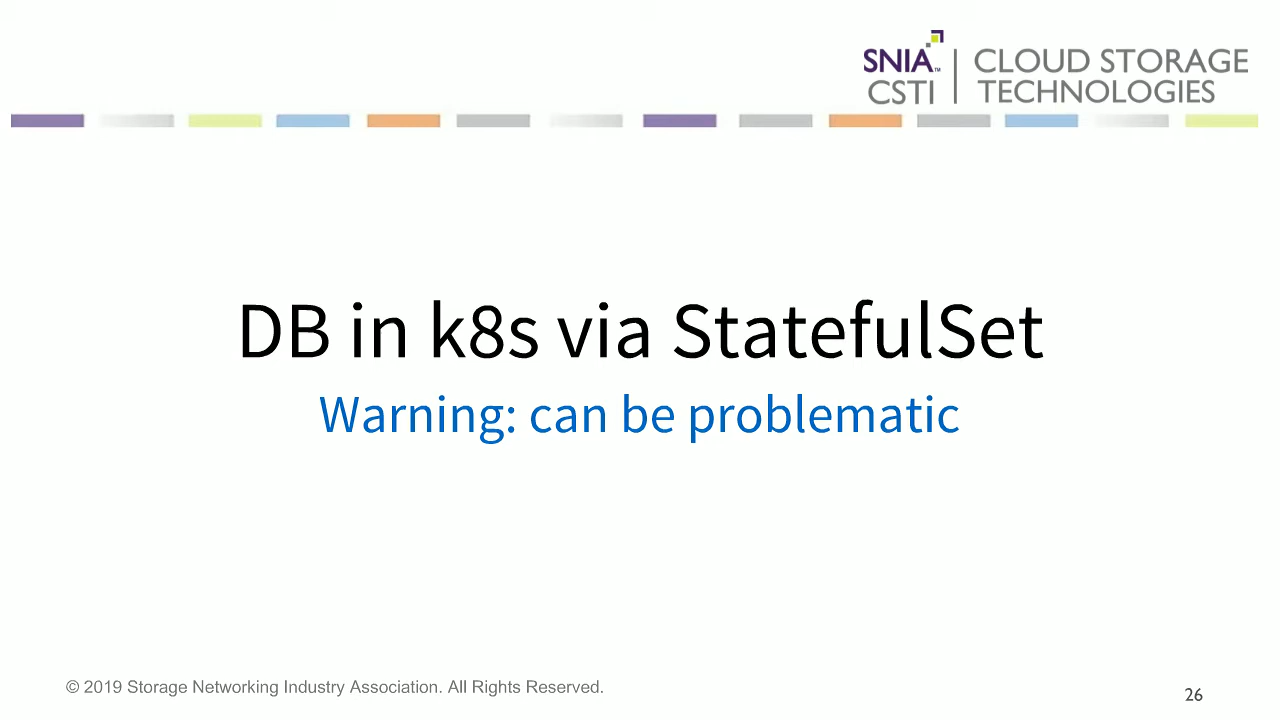 SNIA™ CLOUD STORAGE
CSTI TECHNOLOGIES
DB in k8s via StatefulSet
Warning: can be problematic
© 2019 Storage Networking Industry Association. All Rights Reserved.
26